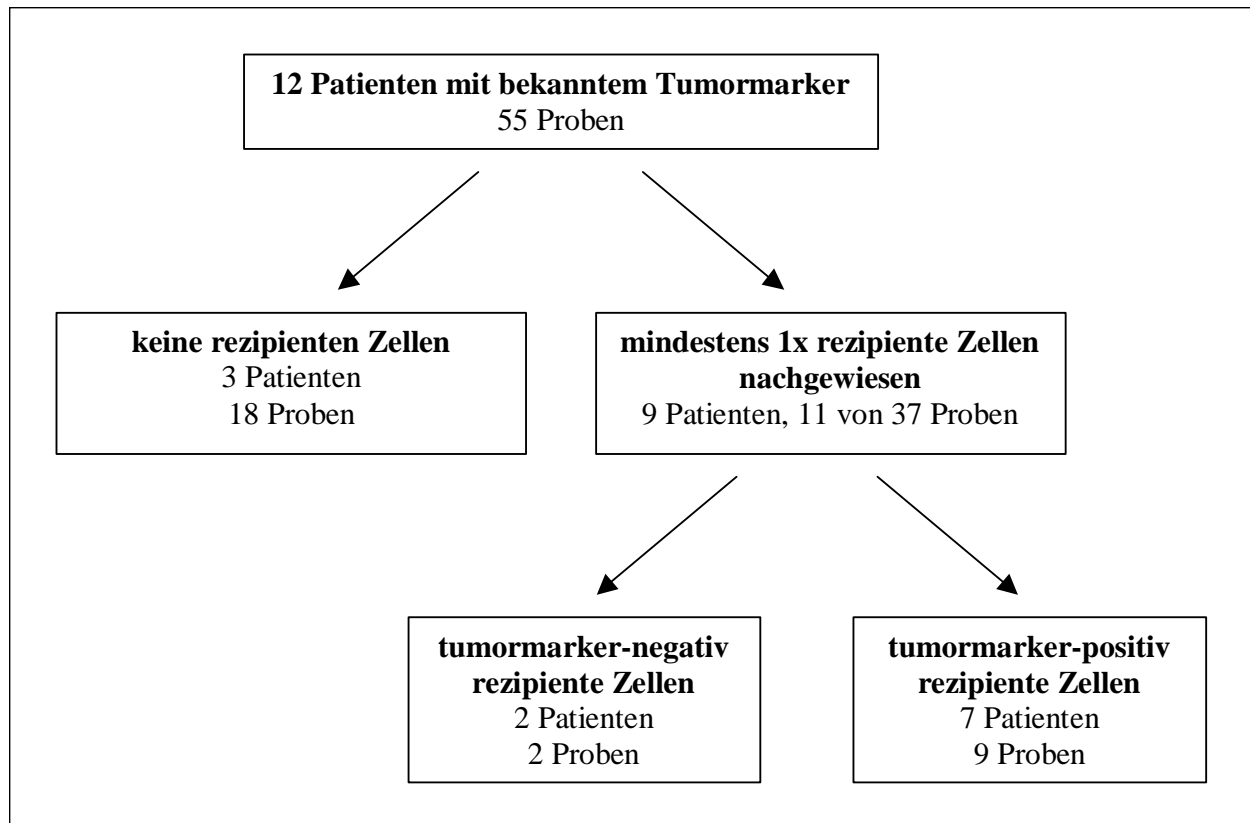 12 Patienten mit bekanntem Tumormarker
55 Proben
keine rezipienten Zellen
3 Patienten
18 Proben
mindestens 1x rezipiente Zellen
nachgewiesen
9 Patienten, 11 von 37 Proben
tumormarker-negativ
rezipiente Zellen
2 Patienten
2 Proben
tumormarker-positiv
rezipiente Zellen
7 Patienten
9 Proben